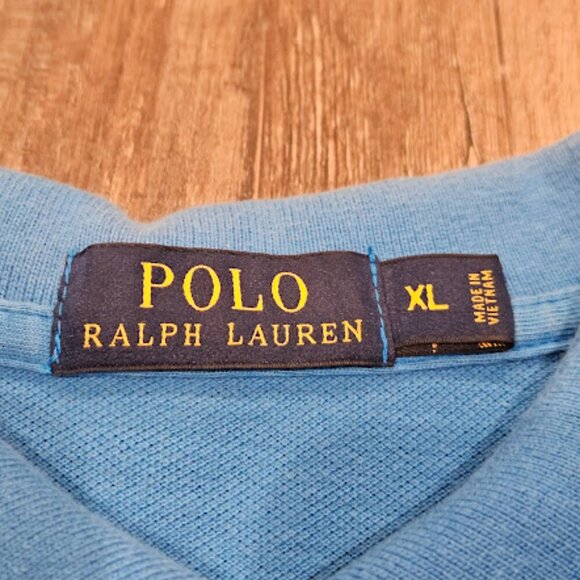 POLO
RALPH LAUREN
XL
MADE IN
VIETNAM